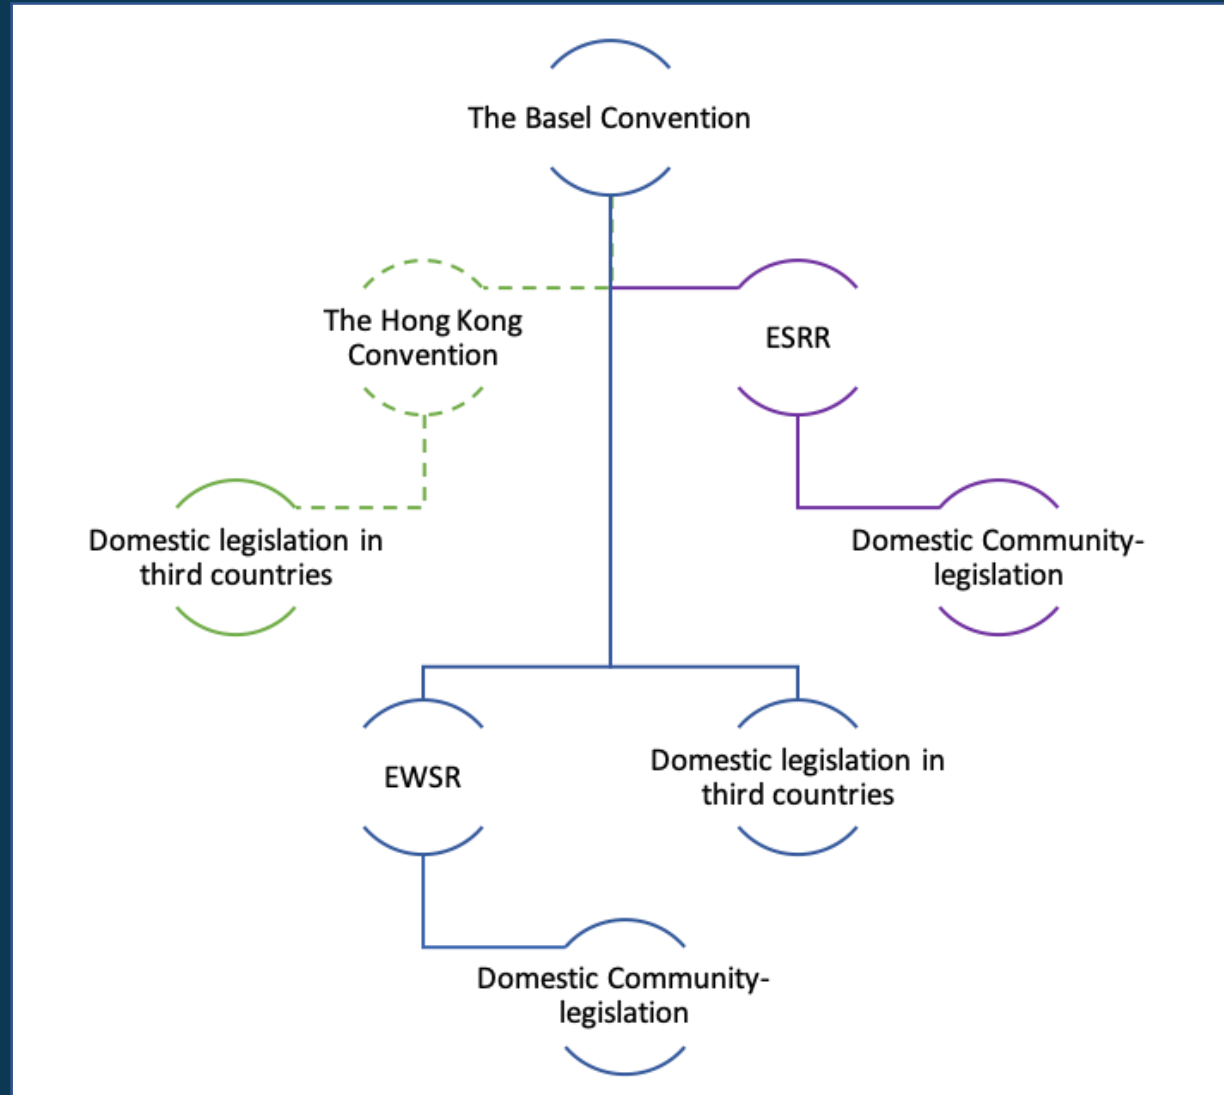 The Basel Convention
The Hong Kong
Convention
ESRR
Domestic legislation in
third countries
Domestic Community-
legislation
EWSR
Domestic legislation in
third countries
Domestic Community-
legislation